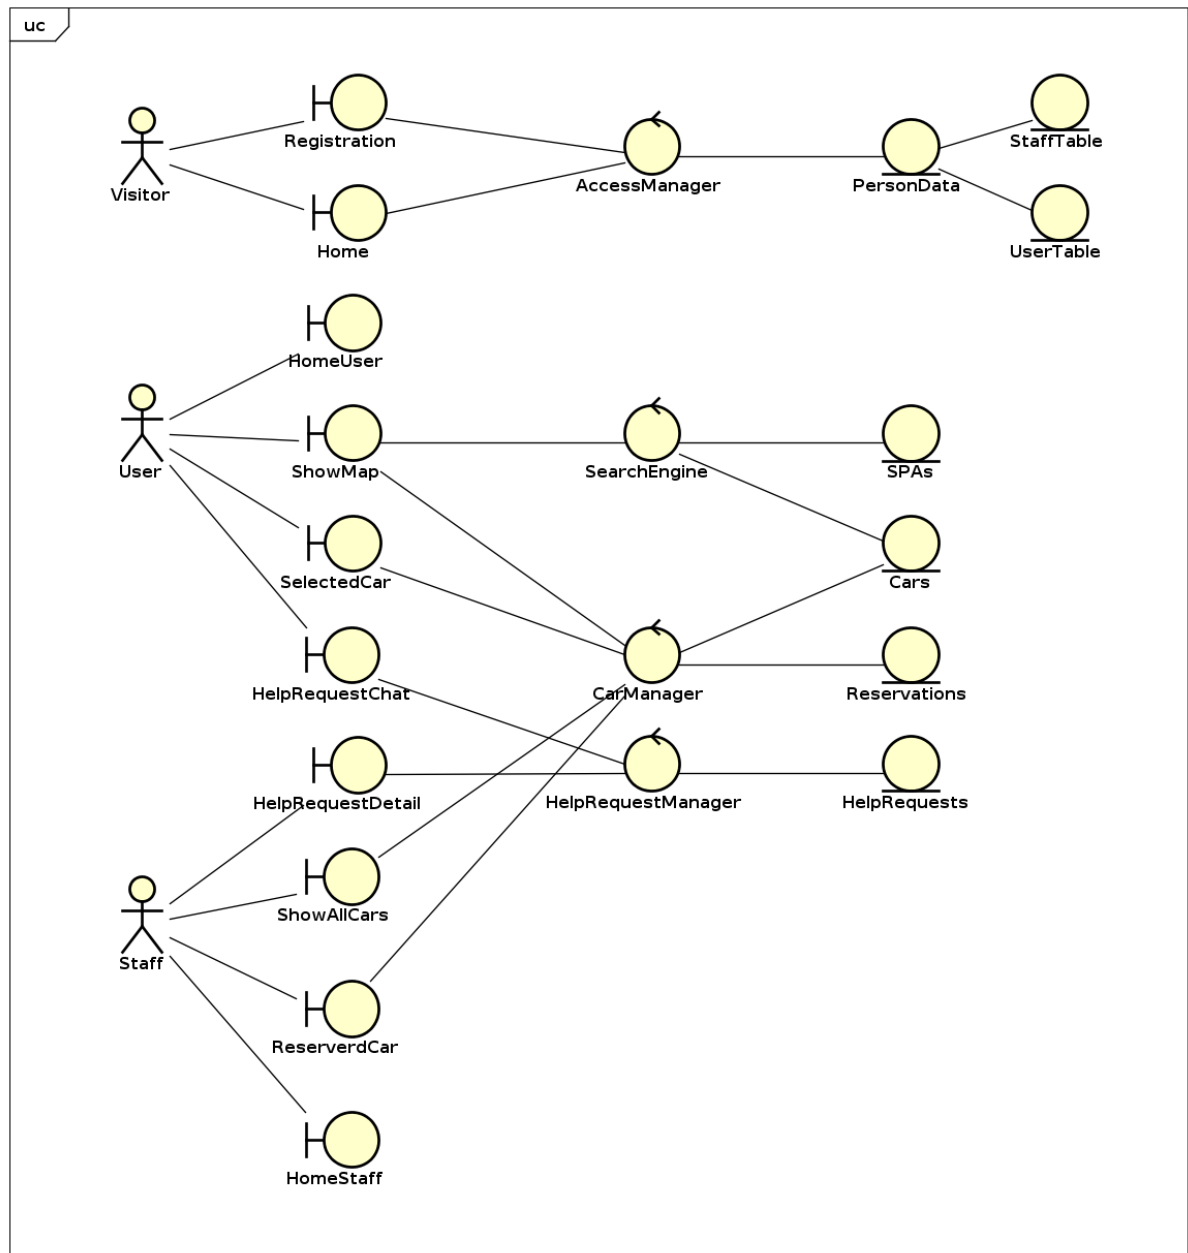 uc
Registration
StaffTable
Visitor
AccessManager
PersonData
Home
UserTable
HomeUser
User
ShowMap
SearchEngine
SPAs
SelectedCar
Cars
HelpRequestChat
CarManager
Reservations
HelpRequestDetail
HelpRequestManager
HelpRequests
ShowAllCars
Staff
ReserverdCar
HomeStaff